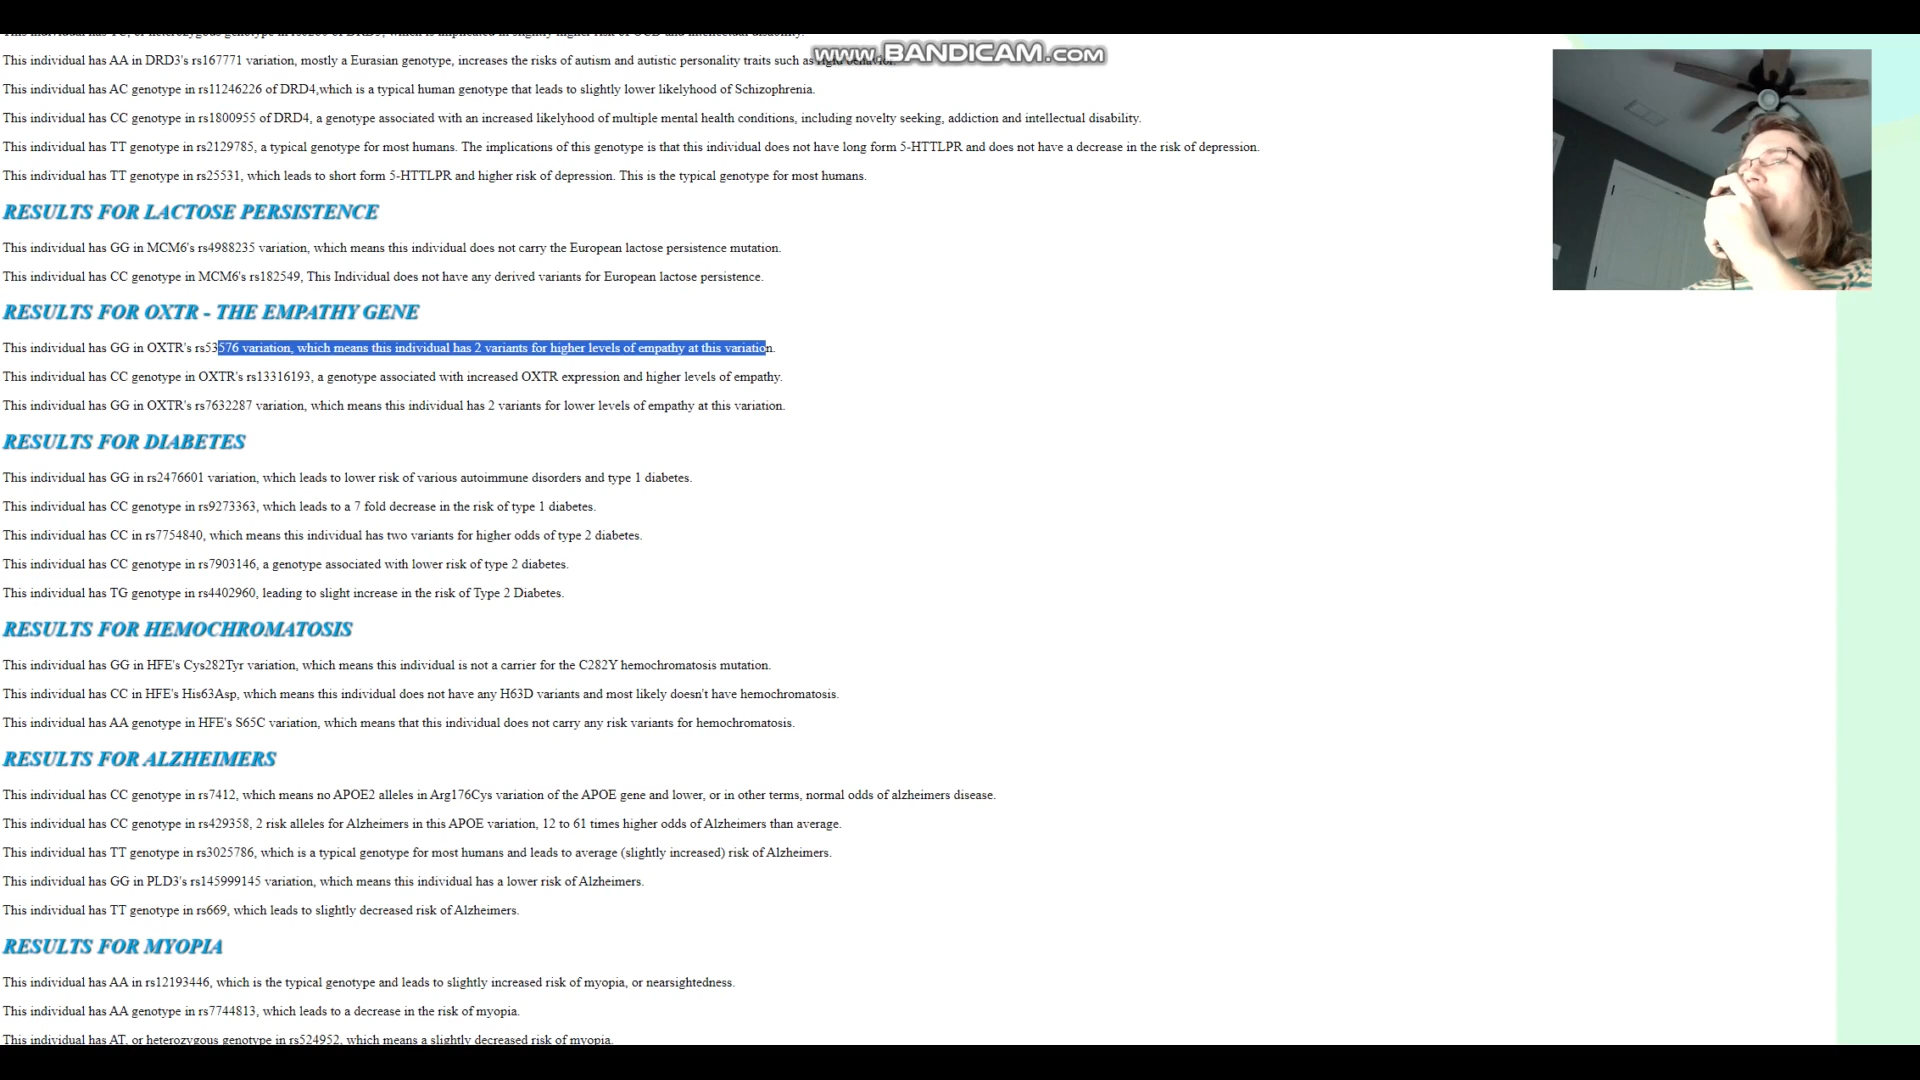 www.BANDICAM.com
This individual has AA in DRD3's rs167771 variation, mostly a Eurasian genotype, increases the risks of autism and autistic personality traits such as rigid behavior.
This individual has AC genotype in rs11246226 of DRD4,which is a typical human genotype that leads to slightly lower likelyhood of Schizophrenia.
This individual has CC genotype in rs1800955 of DRD4, a genotype associated with an increased likelyhood of multiple mental health conditions, including novelty seeking, addiction and intellectual disability.
This individual has TT genotype in rs2129785, a typical genotype for most humans. The implications of this genotype is that this individual does not have long form 5-HTTLPR and does not have a decrease in the risk of depression.
This individual has TT genotype in rs25531, which leads to short form 5-HTTLPR and higher risk of depression. This is the typical genotype for most humans.
RESULTS FOR LACTOSE PERSISTENCE
This individual has GG in MCM6's rs4988235 variation, which means this individual does not carry the European lactose persistence mutation.
This individual has CC genotype in MCM6's rs182549, This Individual does not have any derived variants for European lactose persistence.
RESULTS FOR OXTR - THE EMPATHY GENE
This individual has GG in OXTR's rs53576 variation, which means this individual has 2 variants for higher levels of empathy at this variation.
This individual has CC genotype in OXTR's rs13316193, a genotype associated with increased OXTR expression and higher levels of empathy.
This individual has GG in OXTR's rs7632287 variation, which means this individual has 2 variants for lower levels of empathy at this variation.
RESULTS FOR DIABETES
This individual has GG in rs2476601 variation, which leads to lower risk of various autoimmune disorders and type 1 diabetes.
This individual has CC genotype in rs9273363, which leads to a 7 fold decrease in the risk of type 1 diabetes.
This individual has CC in rs7754840, which means this individual has two variants for higher odds of type 2 diabetes.
This individual has CC genotype in rs7903146, a genotype associated with lower risk of type 2 diabetes.
This individual has TG genotype in rs4402960, leading to slight increase in the risk of Type 2 Diabetes.
RESULTS FOR HEMOCHROMATOSIS
This individual has GG in HFE's Cys282Tyr variation, which means this individual is not a carrier for the C282Y hemochromatosis mutation.
This individual has CC in HFE's His63Asp, which means this individual does not have any H63D variants and most likely doesn't have hemochromatosis.
This individual has AA genotype in HFE's S65C variation, which means that this individual does not carry any risk variants for hemochromatosis.
RESULTS FOR ALZHEIMERS
This individual has CC genotype in rs7412, which means no APOE2 alleles in Arg176Cys variation of the APOE gene and lower, or in other terms, normal odds of alzheimers disease.
This individual has CC genotype in rs429358, 2 risk alleles for Alzheimers in this APOE variation, 12 to 61 times higher odds of Alzheimers than average.
This individual has TT genotype in rs3025786, which is a typical genotype for most humans and leads to average (slightly increased) risk of Alzheimers.
This individual has GG in PLD3's rs145999145 variation, which means this individual has a lower risk of Alzheimers.
This individual has TT genotype in rs669, which leads to slightly decreased risk of Alzheimers.
RESULTS FOR MYOPIA
This individual has AA in rs12193446, which is the typical genotype and leads to slightly increased risk of myopia, or nearsightedness.
This individual has AA genotype in rs7744813, which leads to a decrease in the risk of myopia.
This individual has AT, or heterozygous genotype in rs524952, which means a slightly decreased risk of myopia.